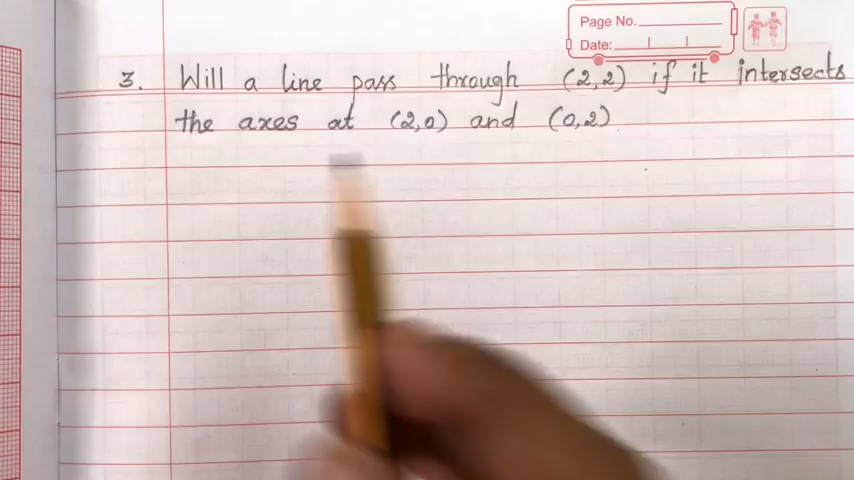 Page No.
Date:
3. Will a line pass through (2,2) if it intersects
the axes at (2,0) and (0,2)